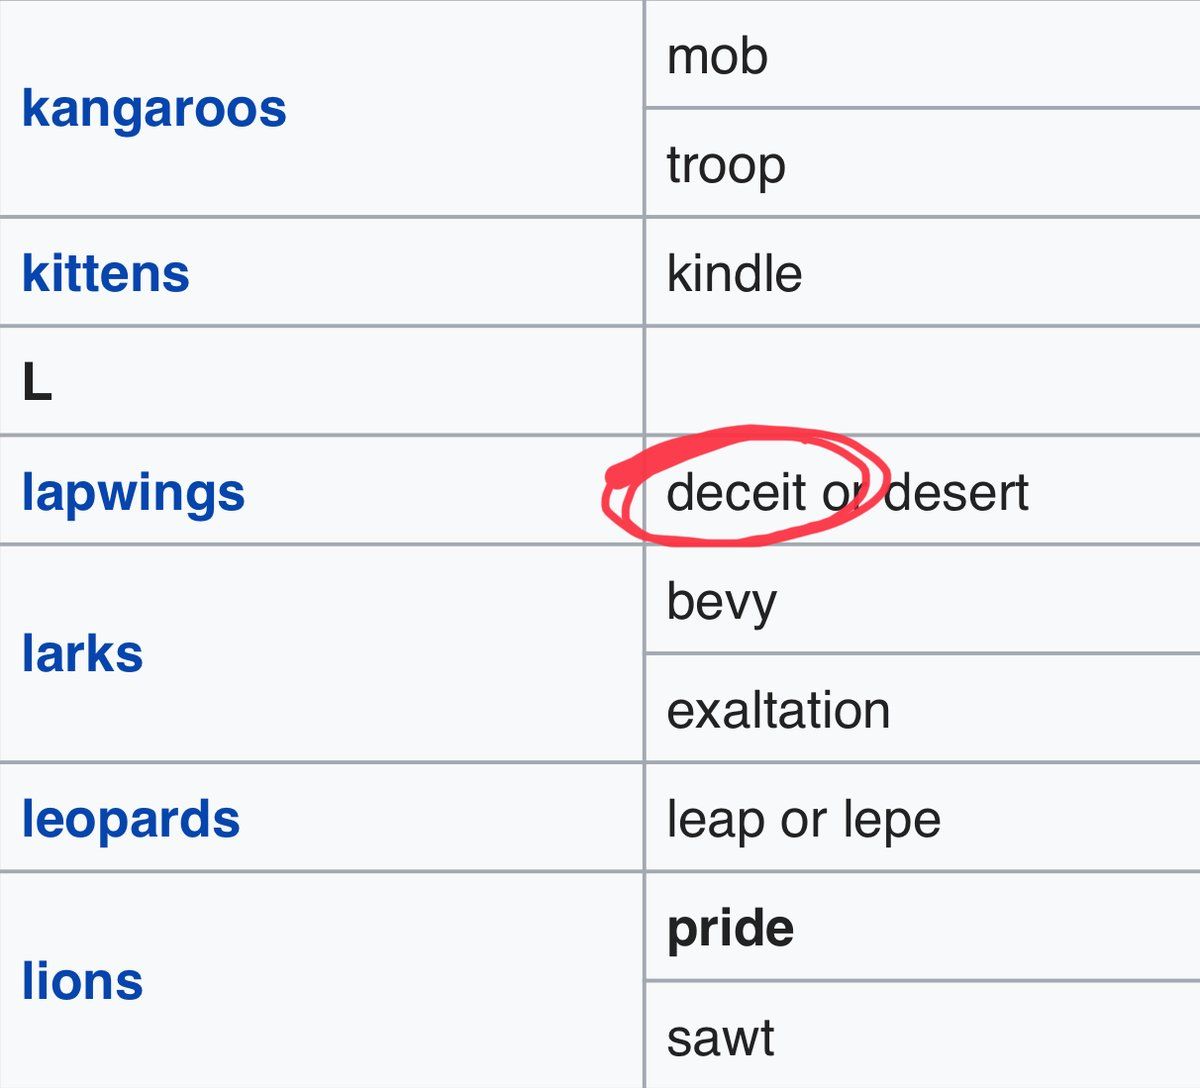 kangaroos
mob
troop
kittens
kindle
L
lapwings
deceit or desert
larks
bevy
exaltation
leopards
leap or lepe
lions
pride
sawt